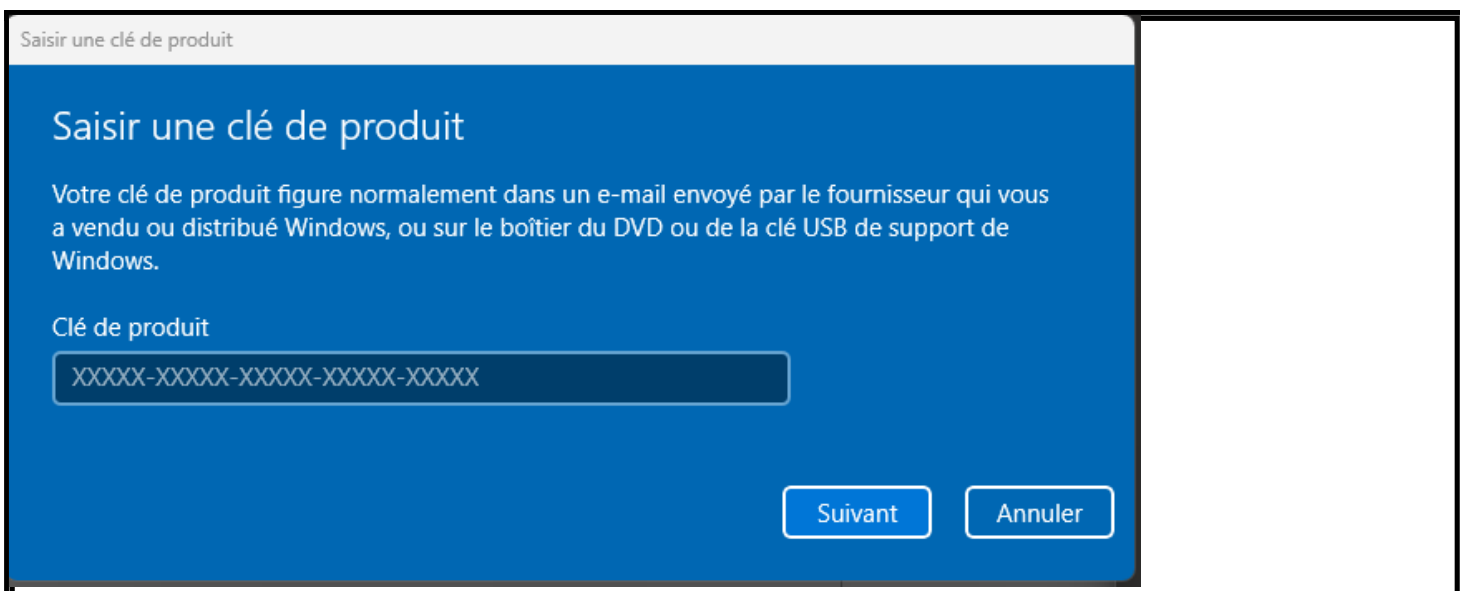 Saisir une clé de produit
Saisir une clé de produit
Votre clé de produit figure normalement dans un e-mail envoyé par le fournisseur qui vous
a vendu ou distribué Windows, ou sur le boîtier du DVD ou de la clé USB de support de
Windows.
Clé de produit
XXXXX-XXXXX-XXXXX-XXXXX-XXXXX
Suivant Annuler